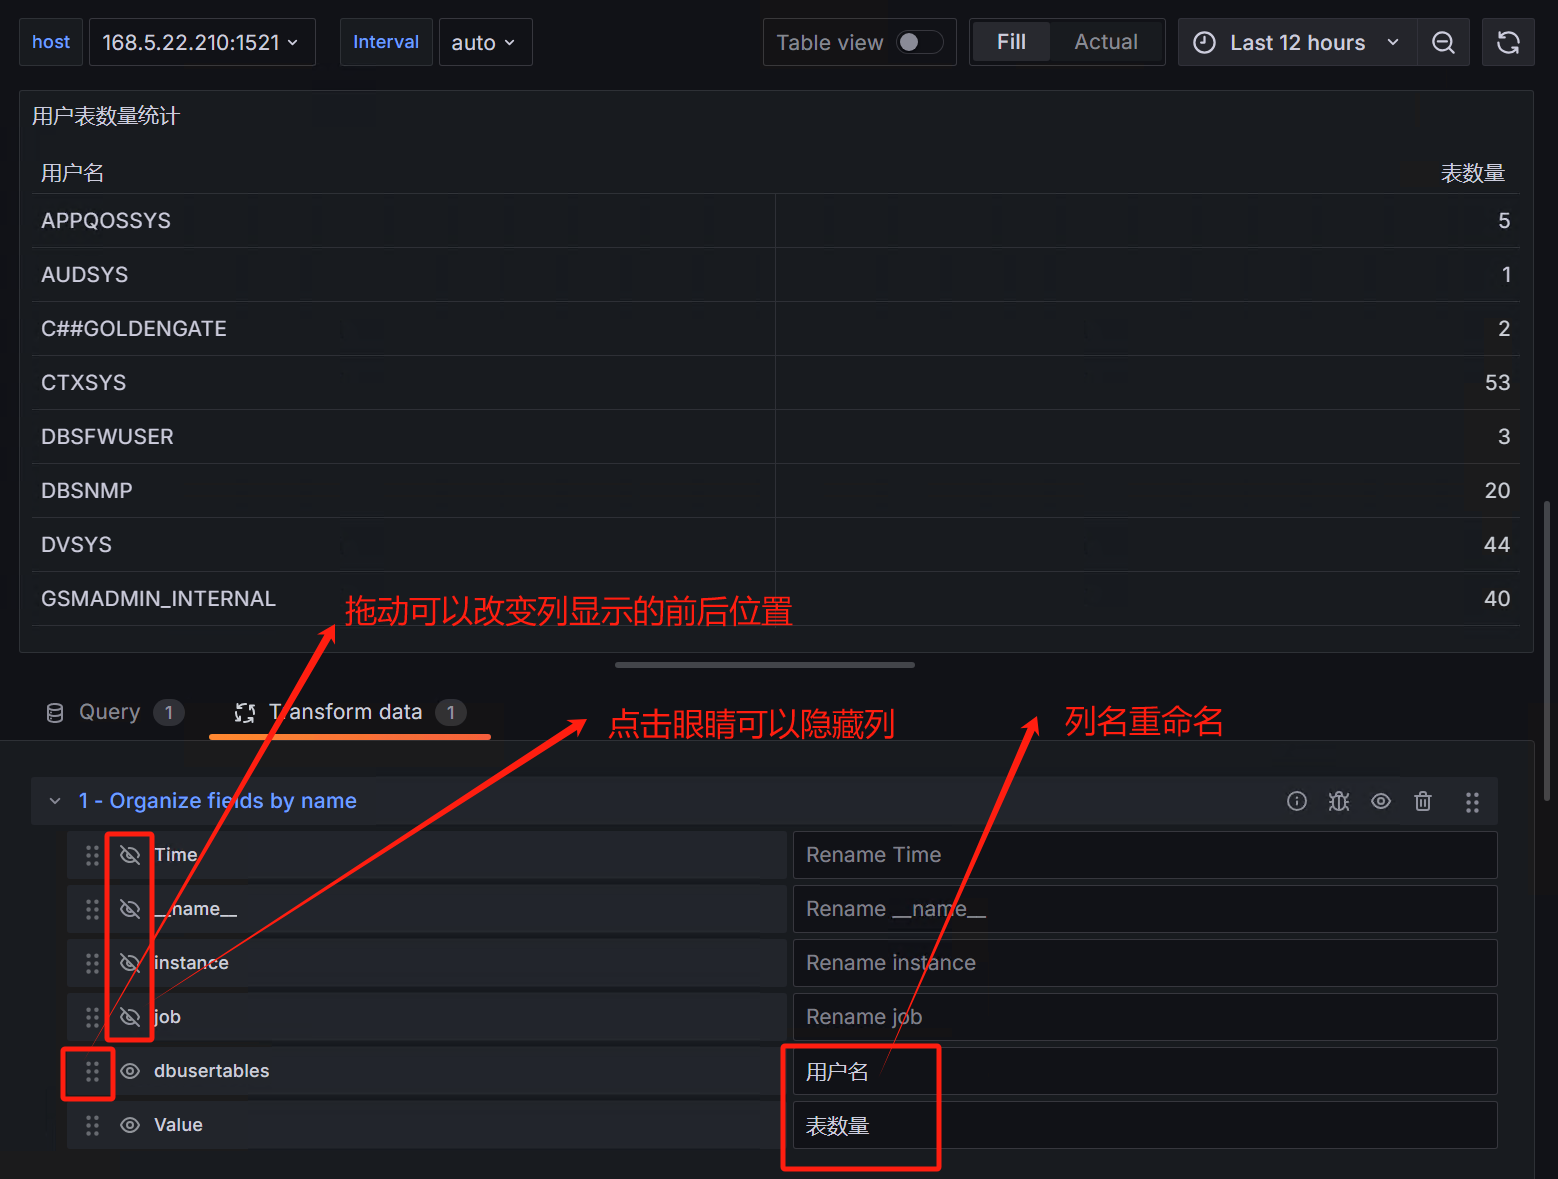 host 168.5.22.210:1521 Interval auto Table view Fill Actual Last 12 hours
用户表数量统计
用户名 表数量
APPQOSSYS 5
AUDSYS 1
C##GOLDENGATE 2
CTXSYS 53
DBSFWUSER 3
DBSNMP 20
DVSYS 44
GSMADMIN_INTERNAL 40
拖动可以改变列显示的前后位置
Query 1 Transform data 1
点击眼睛可以隐藏列
列名重命名
1 - Organize fields by name
Time Rename Time
__name__ Rename __name__
instance Rename instance
job Rename job
dbusertables 用户名
Value 表数量